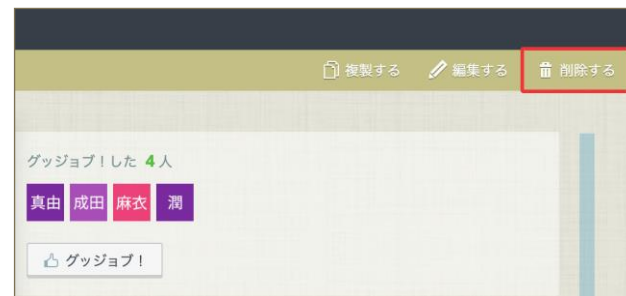 複製する 編集する 削除する
グッジョブ！した 4 人
真由 成田 麻衣 潤
グッジョブ！